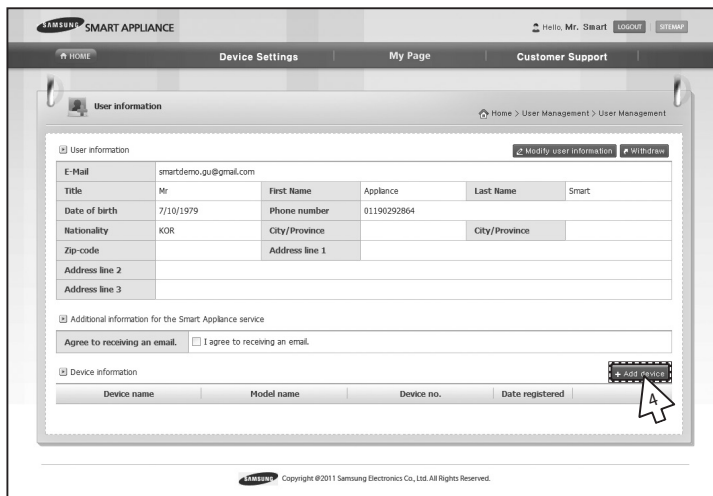 SAMSUNG SMART APPLIANCE Hello, Mr. Smart LOGOUT SITEMAP
HOME Device Settings My Page Customer Support
User information Home > User Management > User Management
User information Modify user information Withdraw
E-Mail smartdemo.gu@gmail.com
Title Mr First Name Appliance Last Name Smart
Date of birth 7/10/1979 Phone number 01190292864
Nationality KOR City/Province City/Province
Zip-code Address line 1
Address line 2
Address line 3
Additional information for the Smart Appliance service
Agree to receiving an email. I agree to receiving an email.
Device information + Add device
Device name Model name Device no. Date registered
4
SAMSUNG Copyright @2011 Samsung Electronics Co., Ltd. All Rights Reserved.